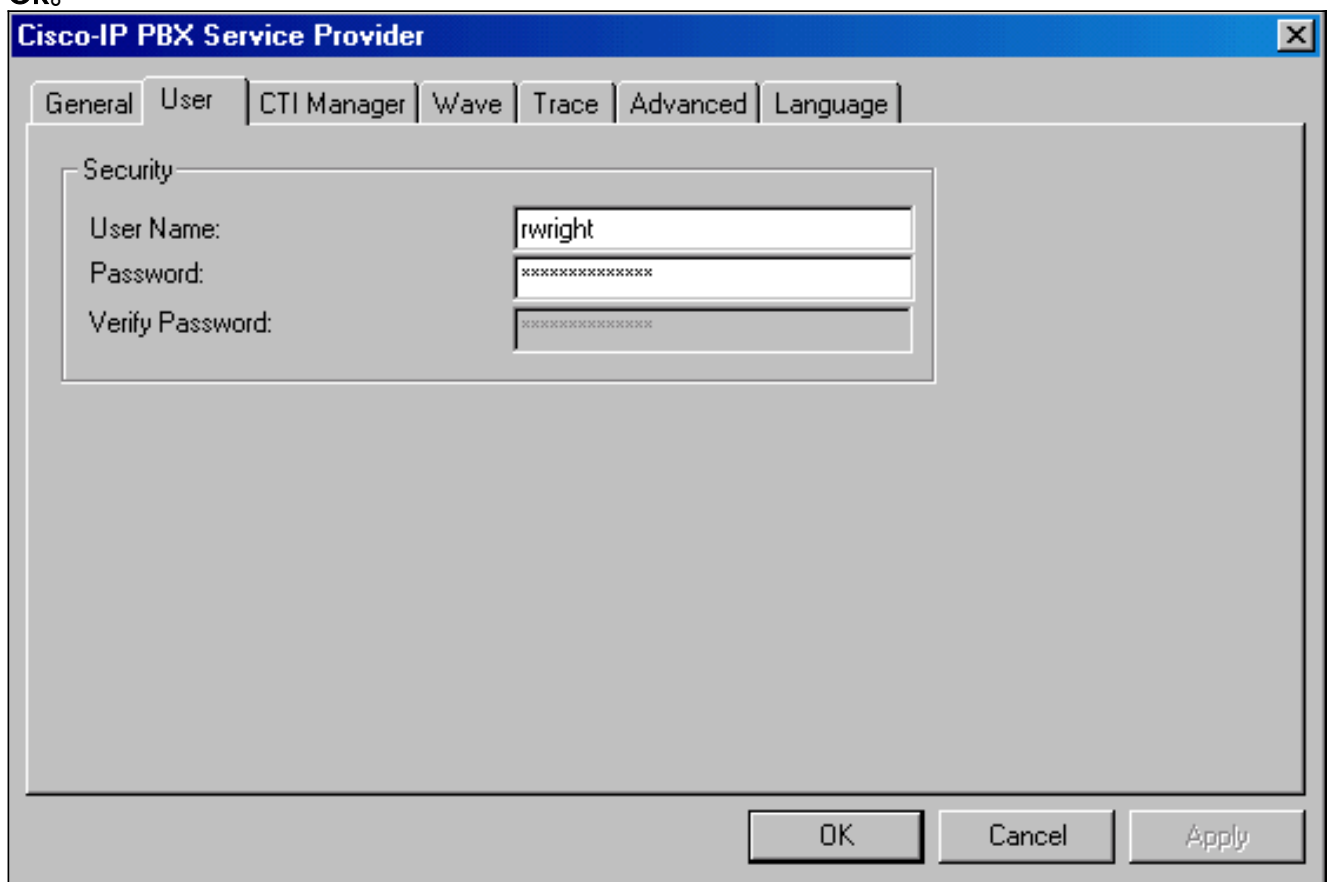 OK。
Cisco-IP PBX Service Provider
General User CTI Manager Wave Trace Advanced Language
Security
User Name: rwright
Password: **************
Verify Password: **************
OK Cancel Apply